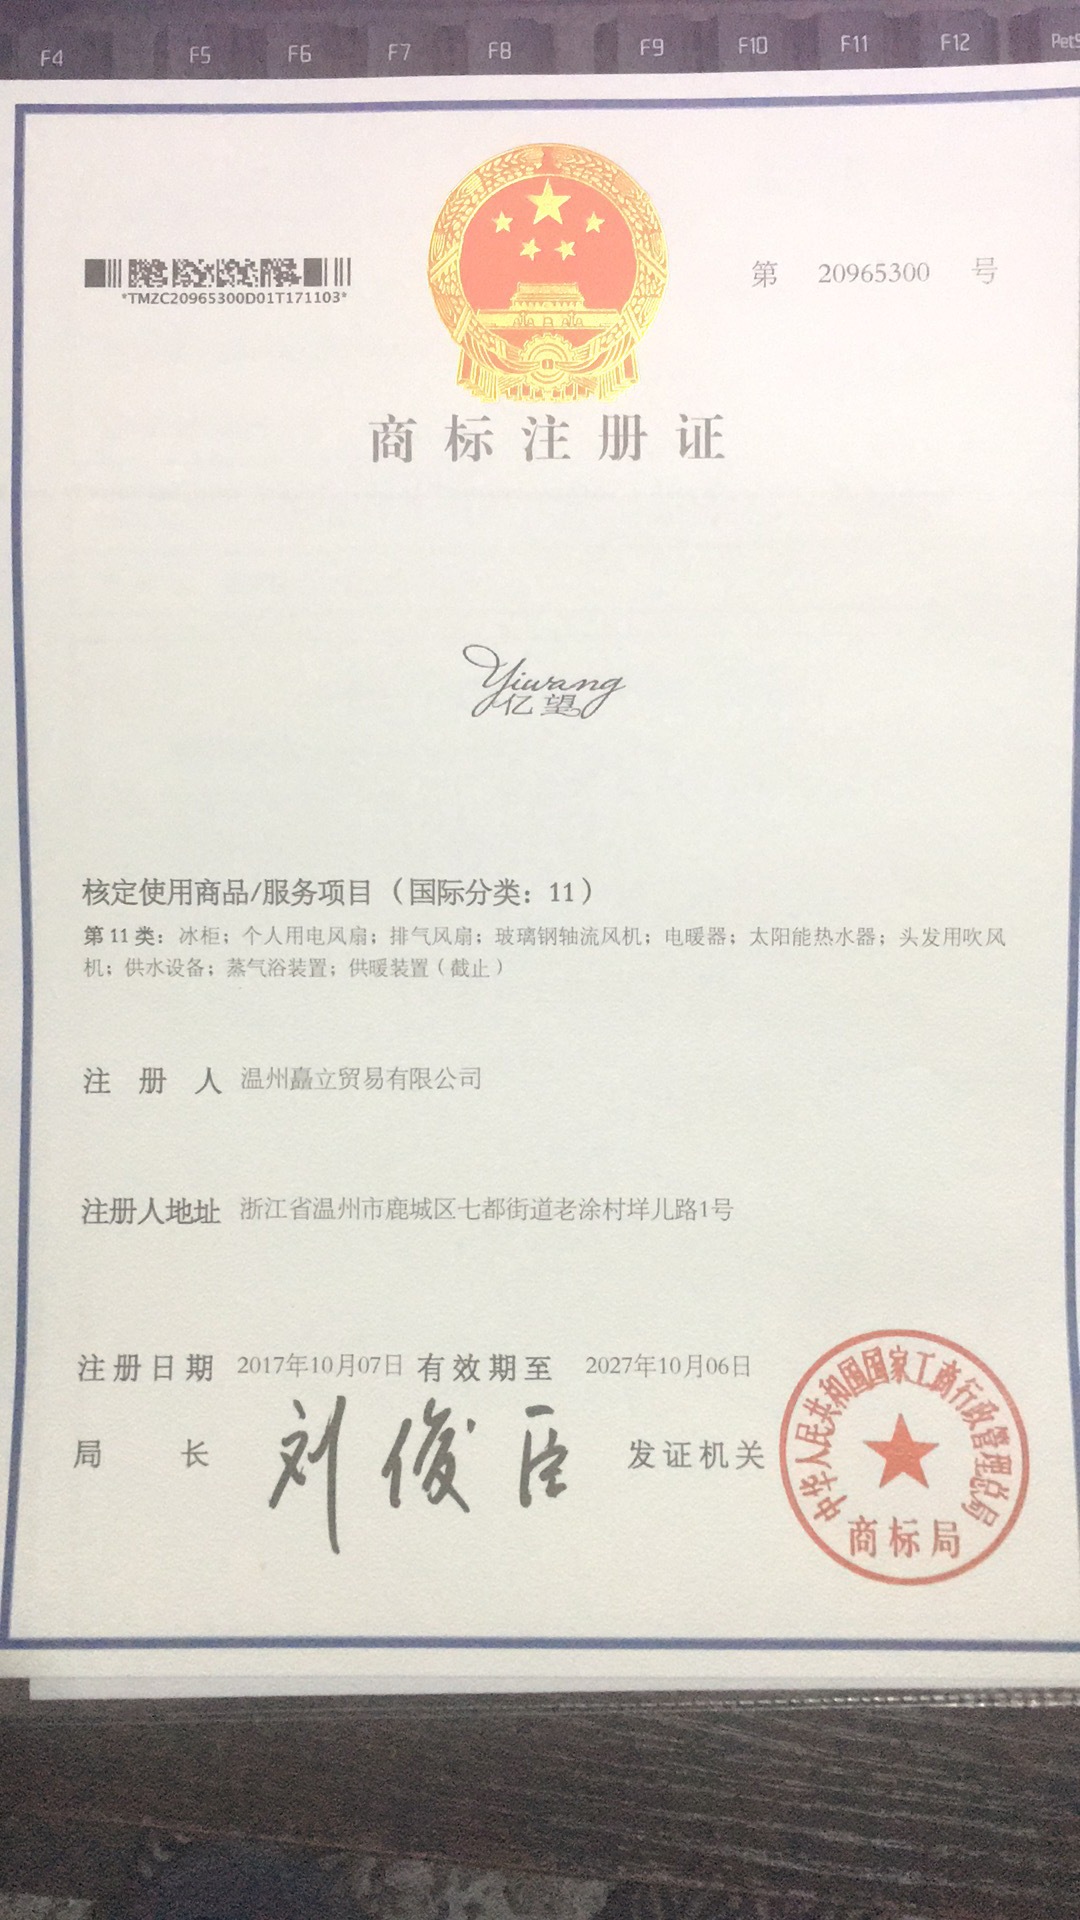 F4 F5 F6 F7 F8 F9 F10 F11 F12
*TMZC20965300D01T171103*
第 20965300 号
商标注册证
Yiwang
亿望
核定使用商品/服务项目（国际分类：11）
第11类：冰柜；个人用电风扇；排气风扇；玻璃钢轴流风机；电暖器；太阳能热水器；头发用吹风
机；供水设备；蒸气浴装置；供暖装置（截止）
注册人 温州矗立贸易有限公司
注册人地址 浙江省温州市鹿城区七都街道老涂村垟儿路1号
注册日期 2017年10月07日 有效期至 2027年10月06日
局长 刘俊臣 发证机关
中华人民共和国国家工商行政管理总局
商标局